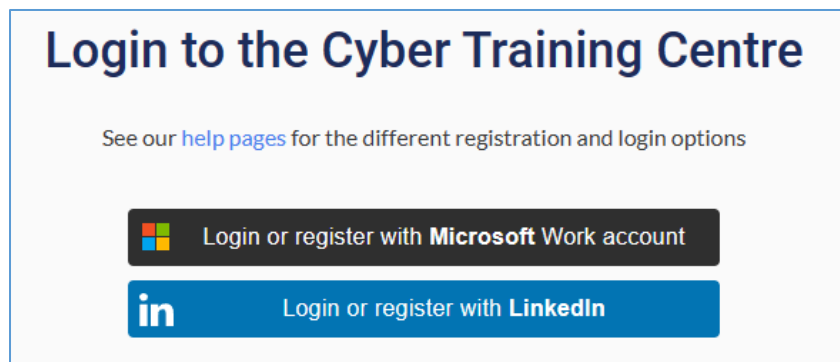 Login to the Cyber Training Centre
See our help pages for the different registration and login options
Login or register with Microsoft Work account
in Login or register with LinkedIn